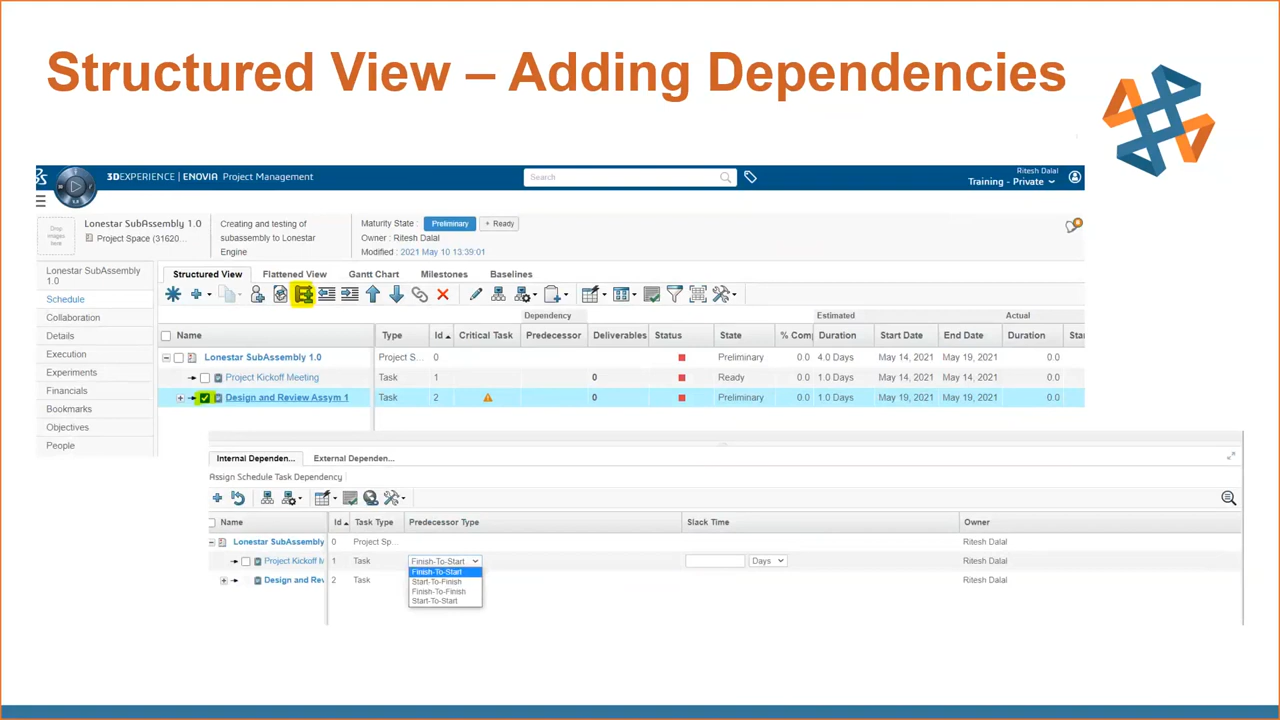 Structured View – Adding Dependencies
3DEXPERIENCE | ENOVIA Project Management
Search
Ritesh Dalal
Training - Private
Drop images here
Lonestar SubAssembly 1.0
Project Space (31620...
Creating and testing of
subassembly to Lonestar
Engine
Maturity State : Preliminary + Ready
Owner : Ritesh Dalal
Modified : 2021 May 10 13:39:01
Lonestar SubAssembly
1.0
Schedule
Collaboration
Details
Execution
Experiments
Financials
Bookmarks
Objectives
People
Structured View Flattened View Gantt Chart Milestones Baselines
Dependency Estimated Actual
Name Type Id Critical Task Predecessor Deliverables Status State % Comp Duration Start Date End Date Duration Star
Lonestar SubAssembly 1.0 Project S... 0 Preliminary 0.0 4.0 Days May 14, 2021 May 19, 2021 0.0
Project Kickoff Meeting Task 1 0 Ready 0.0 1.0 Days May 14, 2021 May 14, 2021 0.0
Design and Review Assym 1 Task 2 0 Preliminary 0.0 1.0 Days May 19, 2021 May 19, 2021 0.0
Internal Dependen... External Dependen...
Assign Schedule Task Dependency
Name Id Task Type Predecessor Type Slack Time Owner
Lonestar SubAssembly 0 Project Sp... Ritesh Dalal
Project Kickoff M 1 Task Finish-To-Start Days Ritesh Dalal
Finish-To-Start
Design and Rev 2 Task Start-To-Finish Ritesh Dalal
Finish-To-Finish
Start-To-Start